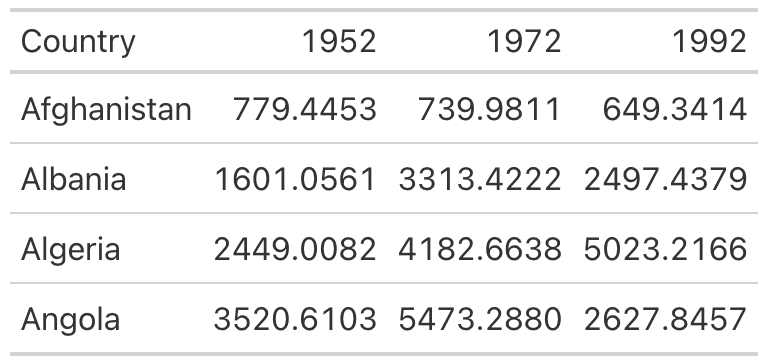 Country 1952 1972 1992
Afghanistan 779.4453 739.9811 649.3414
Albania 1601.0561 3313.4222 2497.4379
Algeria 2449.0082 4182.6638 5023.2166
Angola 3520.6103 5473.2880 2627.8457